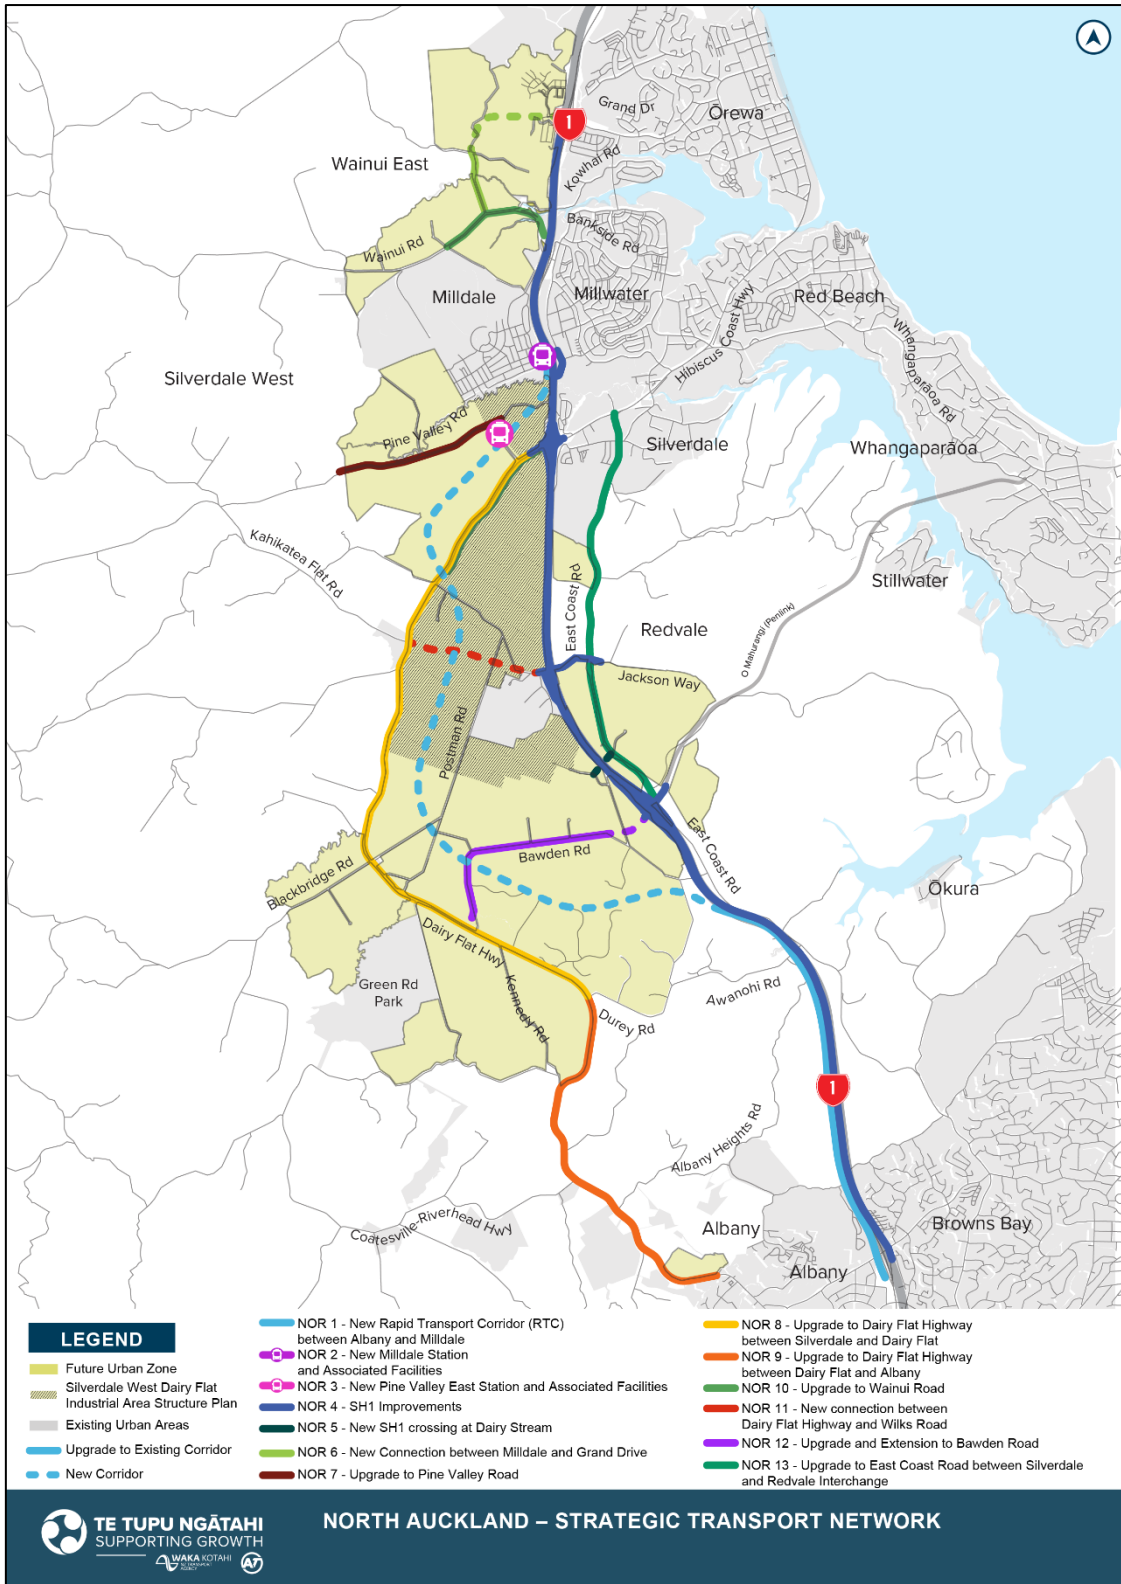 Grand Dr
Ōrewa
1
Kowhai Rd
Wainui East
Bankside Rd
Wainui Rd
Milldale
Millwater
Red Beach
Hibiscus Coast Hwy
Whangaparāoa Rd
Silverdale West
Pine Valley Rd
Silverdale
Whangaparāoa
Kahikatea Flat Rd
Stillwater
East Coast Rd
Redvale
O Mahurangi (Penlink)
Jackson Way
Postman Rd
East Coast Rd
Bawden Rd
Blackbridge Rd
Ōkura
Dairy Flat Hwy
Green Rd
Park
Kennedy Rd
Awanohi Rd
Durey Rd
1
Albany Heights Rd
Coatesville-Riverhead Hwy
Albany
Browns Bay
Albany
LEGEND
Future Urban Zone
Silverdale West Dairy Flat
Industrial Area Structure Plan
Existing Urban Areas
Upgrade to Existing Corridor
New Corridor
NOR 1 - New Rapid Transport Corridor (RTC)
between Albany and Milldale
NOR 2 - New Milldale Station
and Associated Facilities
NOR 3 - New Pine Valley East Station and Associated Facilities
NOR 4 - SH1 Improvements
NOR 5 - New SH1 crossing at Dairy Stream
NOR 6 - New Connection between Milldale and Grand Drive
NOR 7 - Upgrade to Pine Valley Road
NOR 8 - Upgrade to Dairy Flat Highway
between Silverdale and Dairy Flat
NOR 9 - Upgrade to Dairy Flat Highway
between Dairy Flat and Albany
NOR 10 - Upgrade to Wainui Road
NOR 11 - New connection between
Dairy Flat Highway and Wilks Road
NOR 12 - Upgrade and Extension to Bawden Road
NOR 13 - Upgrade to East Coast Road between Silverdale
and Redvale Interchange
TE TUPU NGĀTAHI
SUPPORTING GROWTH
WAKA KOTAHI
NZ TRANSPORT
AGENCY
AT
NORTH AUCKLAND – STRATEGIC TRANSPORT NETWORK